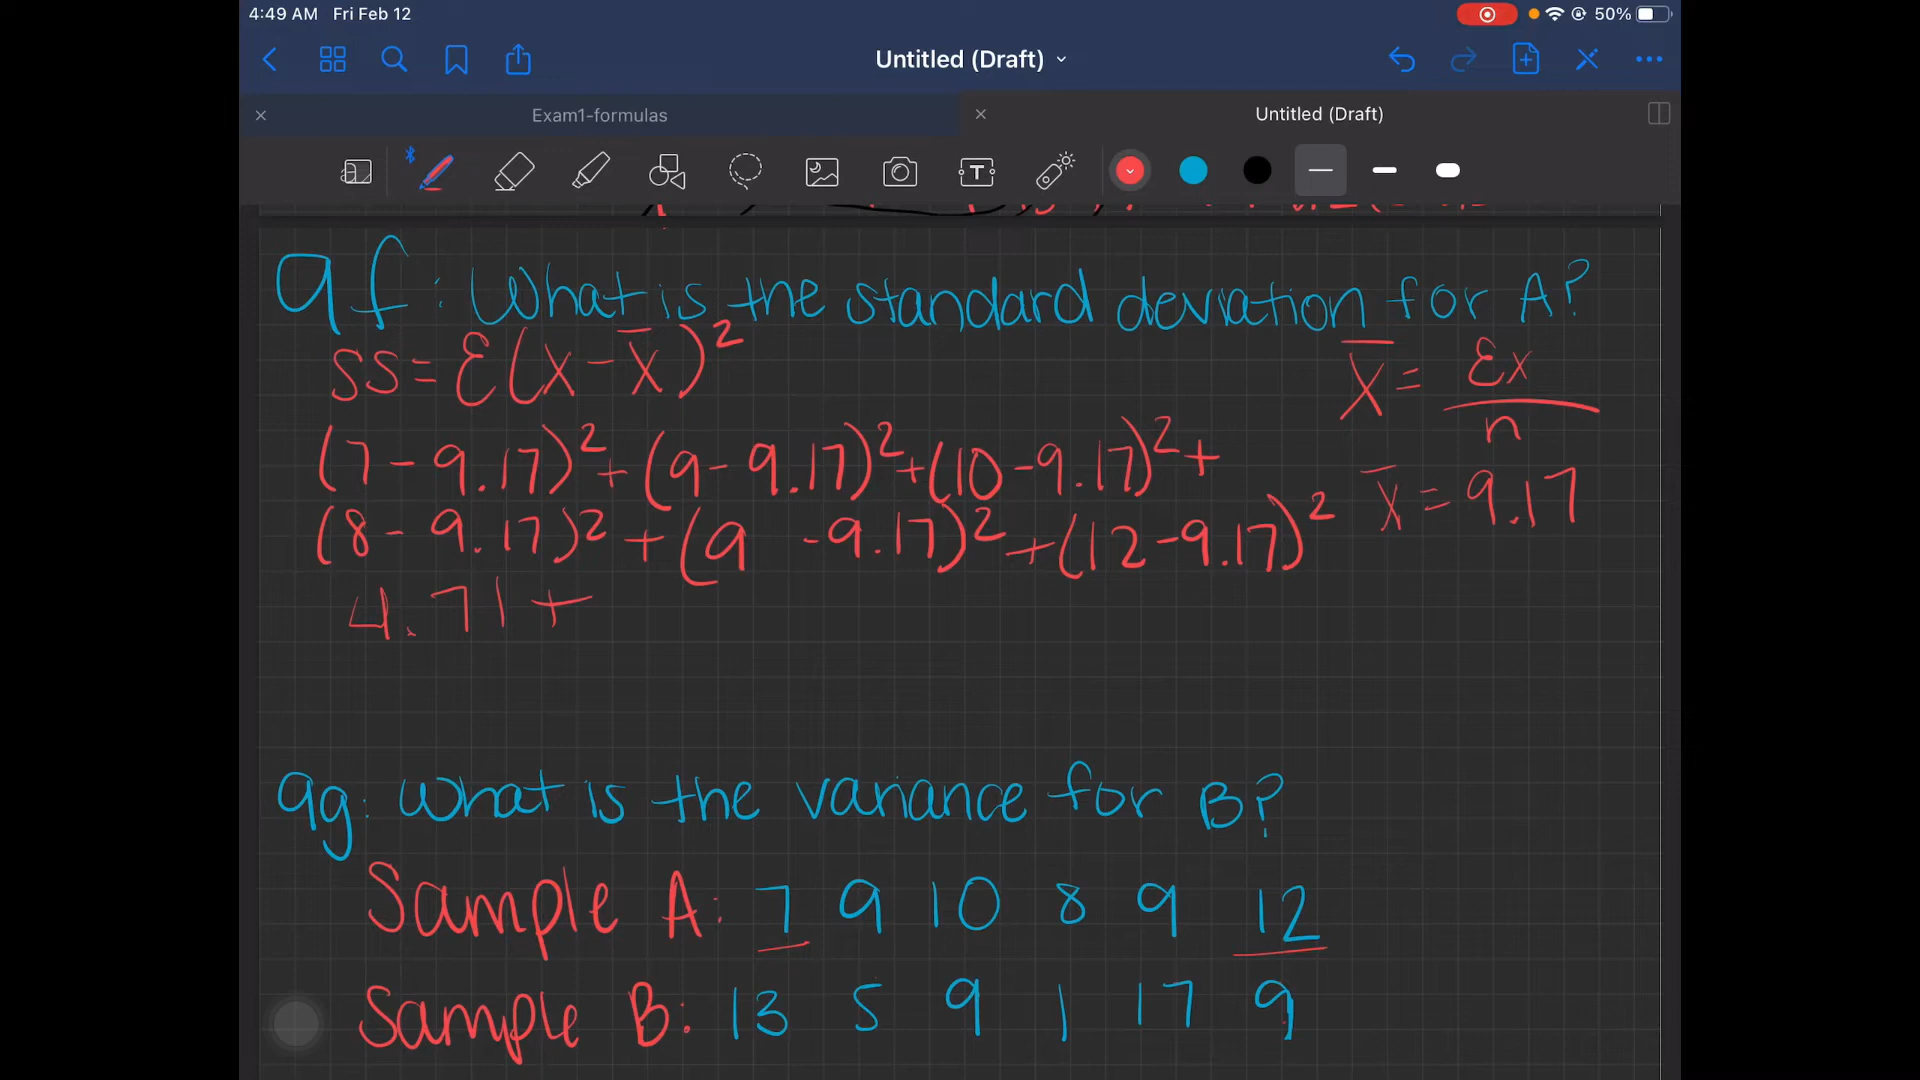 4:49 AM Fri Feb 12
50%
Untitled (Draft)
Exam1-formulas
Untitled (Draft)
T
9f: What is the standard deviation for A?
SS = Σ(X - X̄)²
X̄ = Σx / n
(7 - 9.17)² + (9 - 9.17)² + (10 - 9.17)² +
X̄ = 9.17
(8 - 9.17)² + (9 - 9.17)² + (12 - 9.17)²
4.71 +
9g: What is the variance for B?
Sample A: 7 9 10 8 9 12
Sample B: 13 5 9 1 17 9